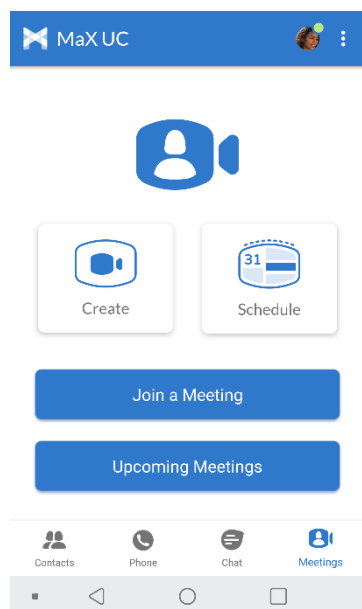 MaX UC
31
Create
Schedule
Join a Meeting
Upcoming Meetings
Contacts
Phone
Chat
Meetings